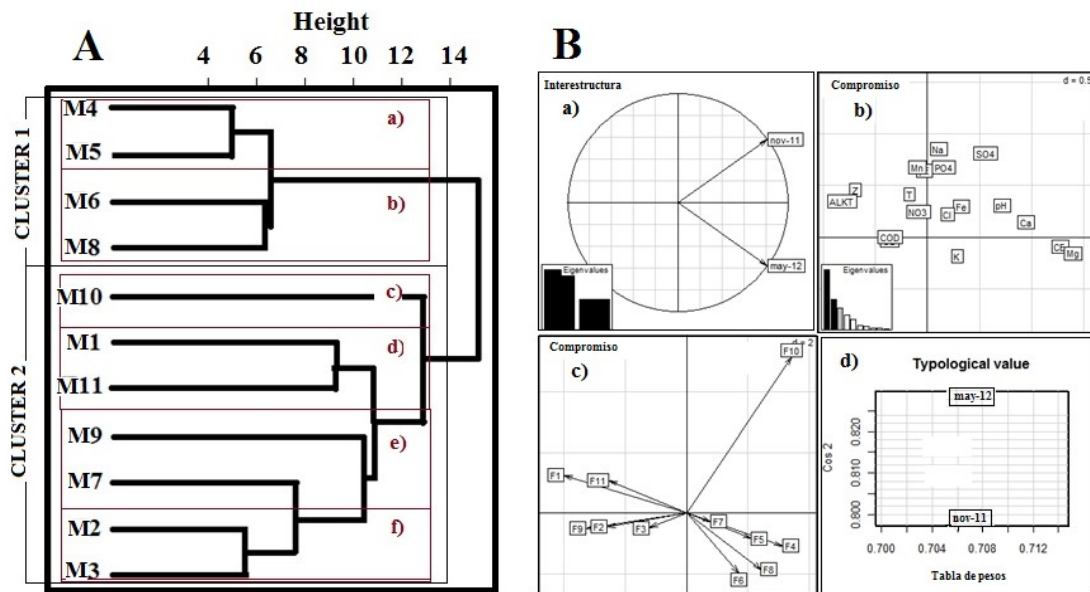 A
Height
4 6 8 10 12 14
CLUSTER 1
M4
a)
M5
M6
b)
M8
CLUSTER 2
M10
c)
M1
d)
M11
M9
e)
M7
M2
f)
M3
B
Interestructura
a)
nov-11
may-12
Eigenvalues
Compromiso
d = 0.5
b)
Na
SO4
Mn
PO4
Z
T
ALKT
NO3
Cl
Fe
pH
Ca
COD
K
CE
Mg
Eigenvalues
Compromiso
d = 2
c)
F10
F1
F11
F9
F2
F3
F7
F5
F4
F8
F6
d)
Typological value
may-12
Cos 2
0.820
0.810
0.800
nov-11
0.700 0.704 0.708 0.712
Tabla de pesos